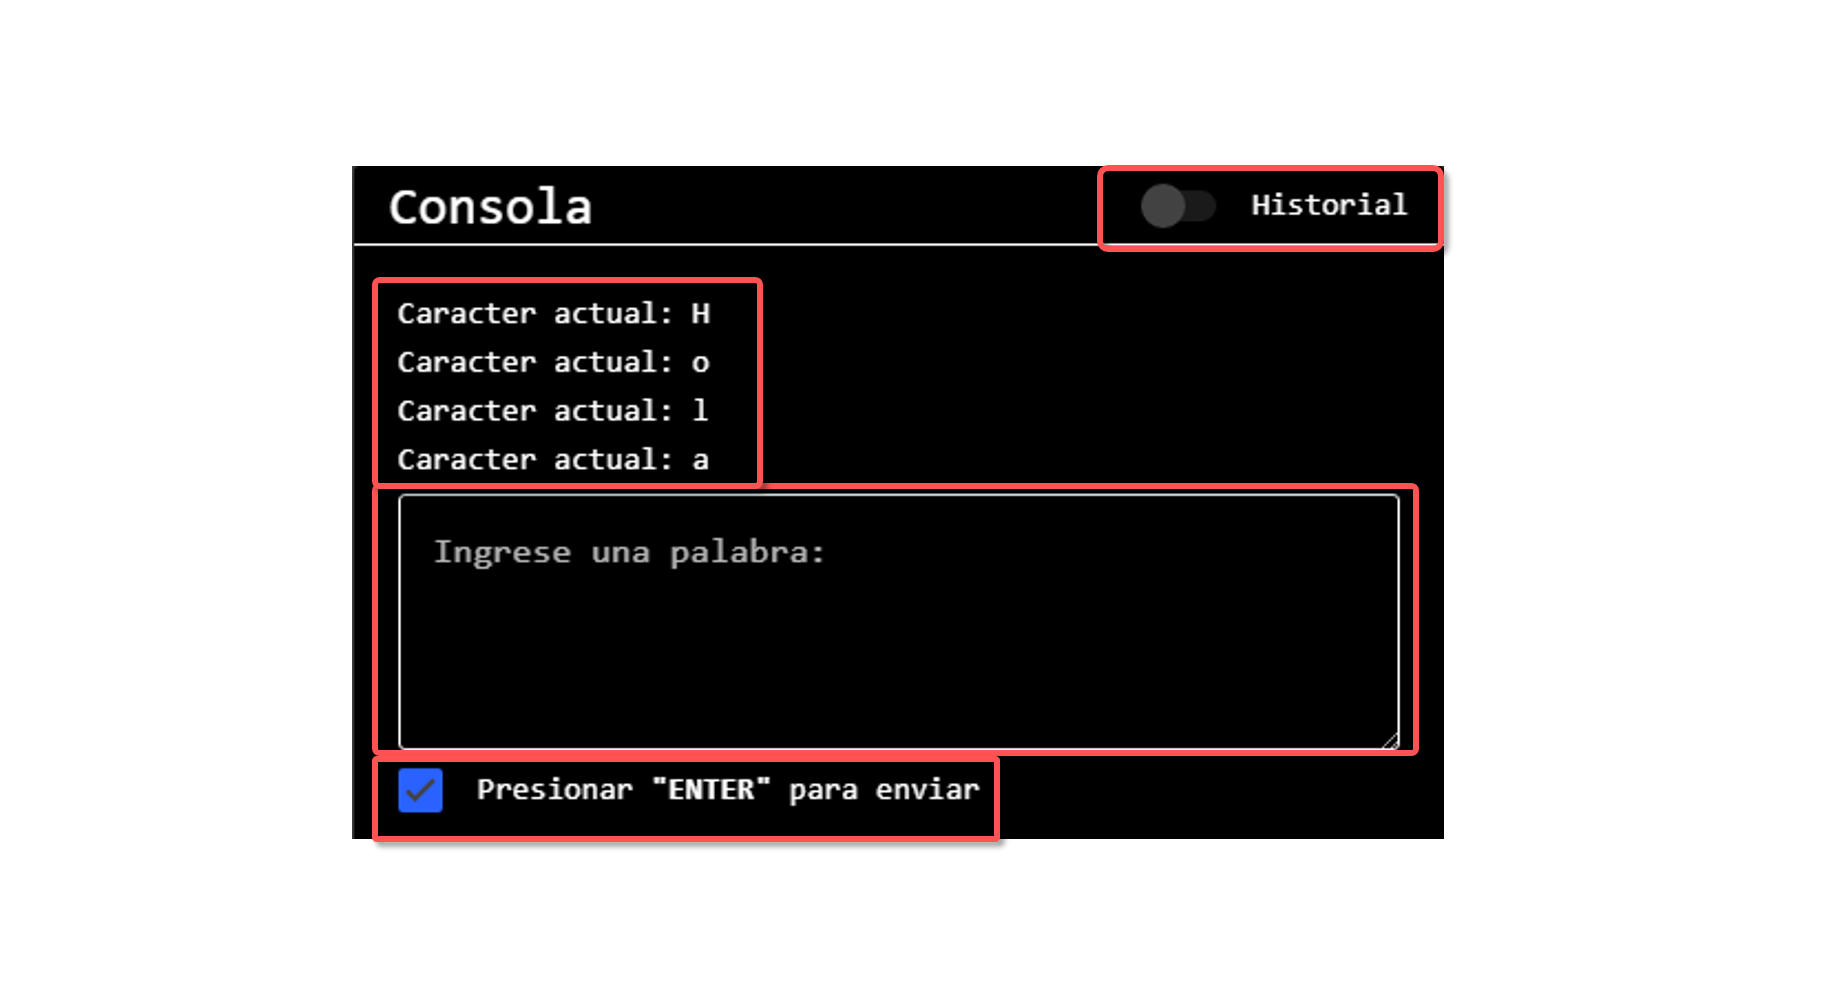 Consola
Historial
Caracter actual: H
Caracter actual: o
Caracter actual: l
Caracter actual: a
Ingrese una palabra:
Presionar "ENTER" para enviar